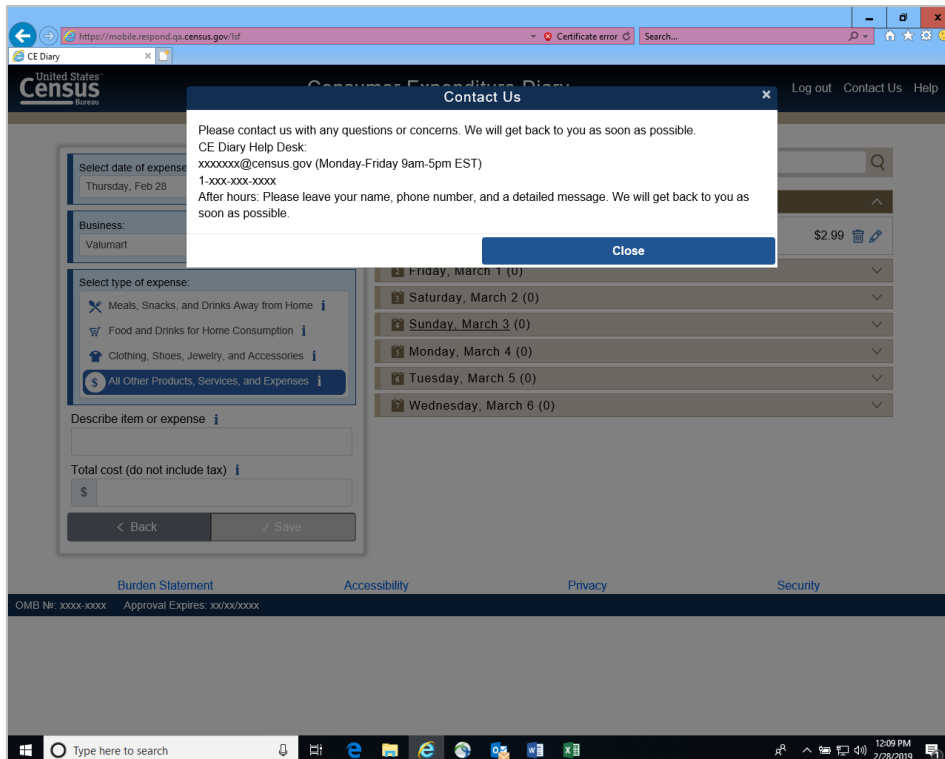 https://mobile.respond.qa.census.gov/lsf
Certificate error
Search...
CE Diary
United States
Census
Bureau
Consumer Expenditure Diary
Log out Contact Us Help
Contact Us
×
Please contact us with any questions or concerns. We will get back to you as soon as possible.
CE Diary Help Desk:
xxxxxxx@census.gov (Monday-Friday 9am-5pm EST)
1-xxx-xxx-xxxx
After hours: Please leave your name, phone number, and a detailed message. We will get back to you as
soon as possible.
Close
Select date of expense
Thursday, Feb 28
Business:
Valumart
Select type of expense:
Meals, Snacks, and Drinks Away from Home i
Food and Drinks for Home Consumption i
Clothing, Shoes, Jewelry, and Accessories i
$ All Other Products, Services, and Expenses i
Describe item or expense i
Total cost (do not include tax) i
$
< Back
✓ Save
$2.99
2 Friday, March 1 (0)
3 Saturday, March 2 (0)
4 Sunday, March 3 (0)
5 Monday, March 4 (0)
6 Tuesday, March 5 (0)
7 Wednesday, March 6 (0)
Burden Statement Accessibility Privacy Security
OMB №: xxxx-xxxx Approval Expires: xx/xx/xxxx
Type here to search
12:09 PM
2/28/2019